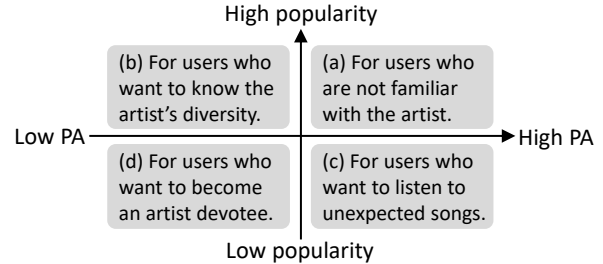 High popularity
(b) For users who
want to know the
artist's diversity.
(a) For users who
are not familiar
with the artist.
Low PA
High PA
(d) For users who
want to become
an artist devotee.
(c) For users who
want to listen to
unexpected songs.
Low popularity